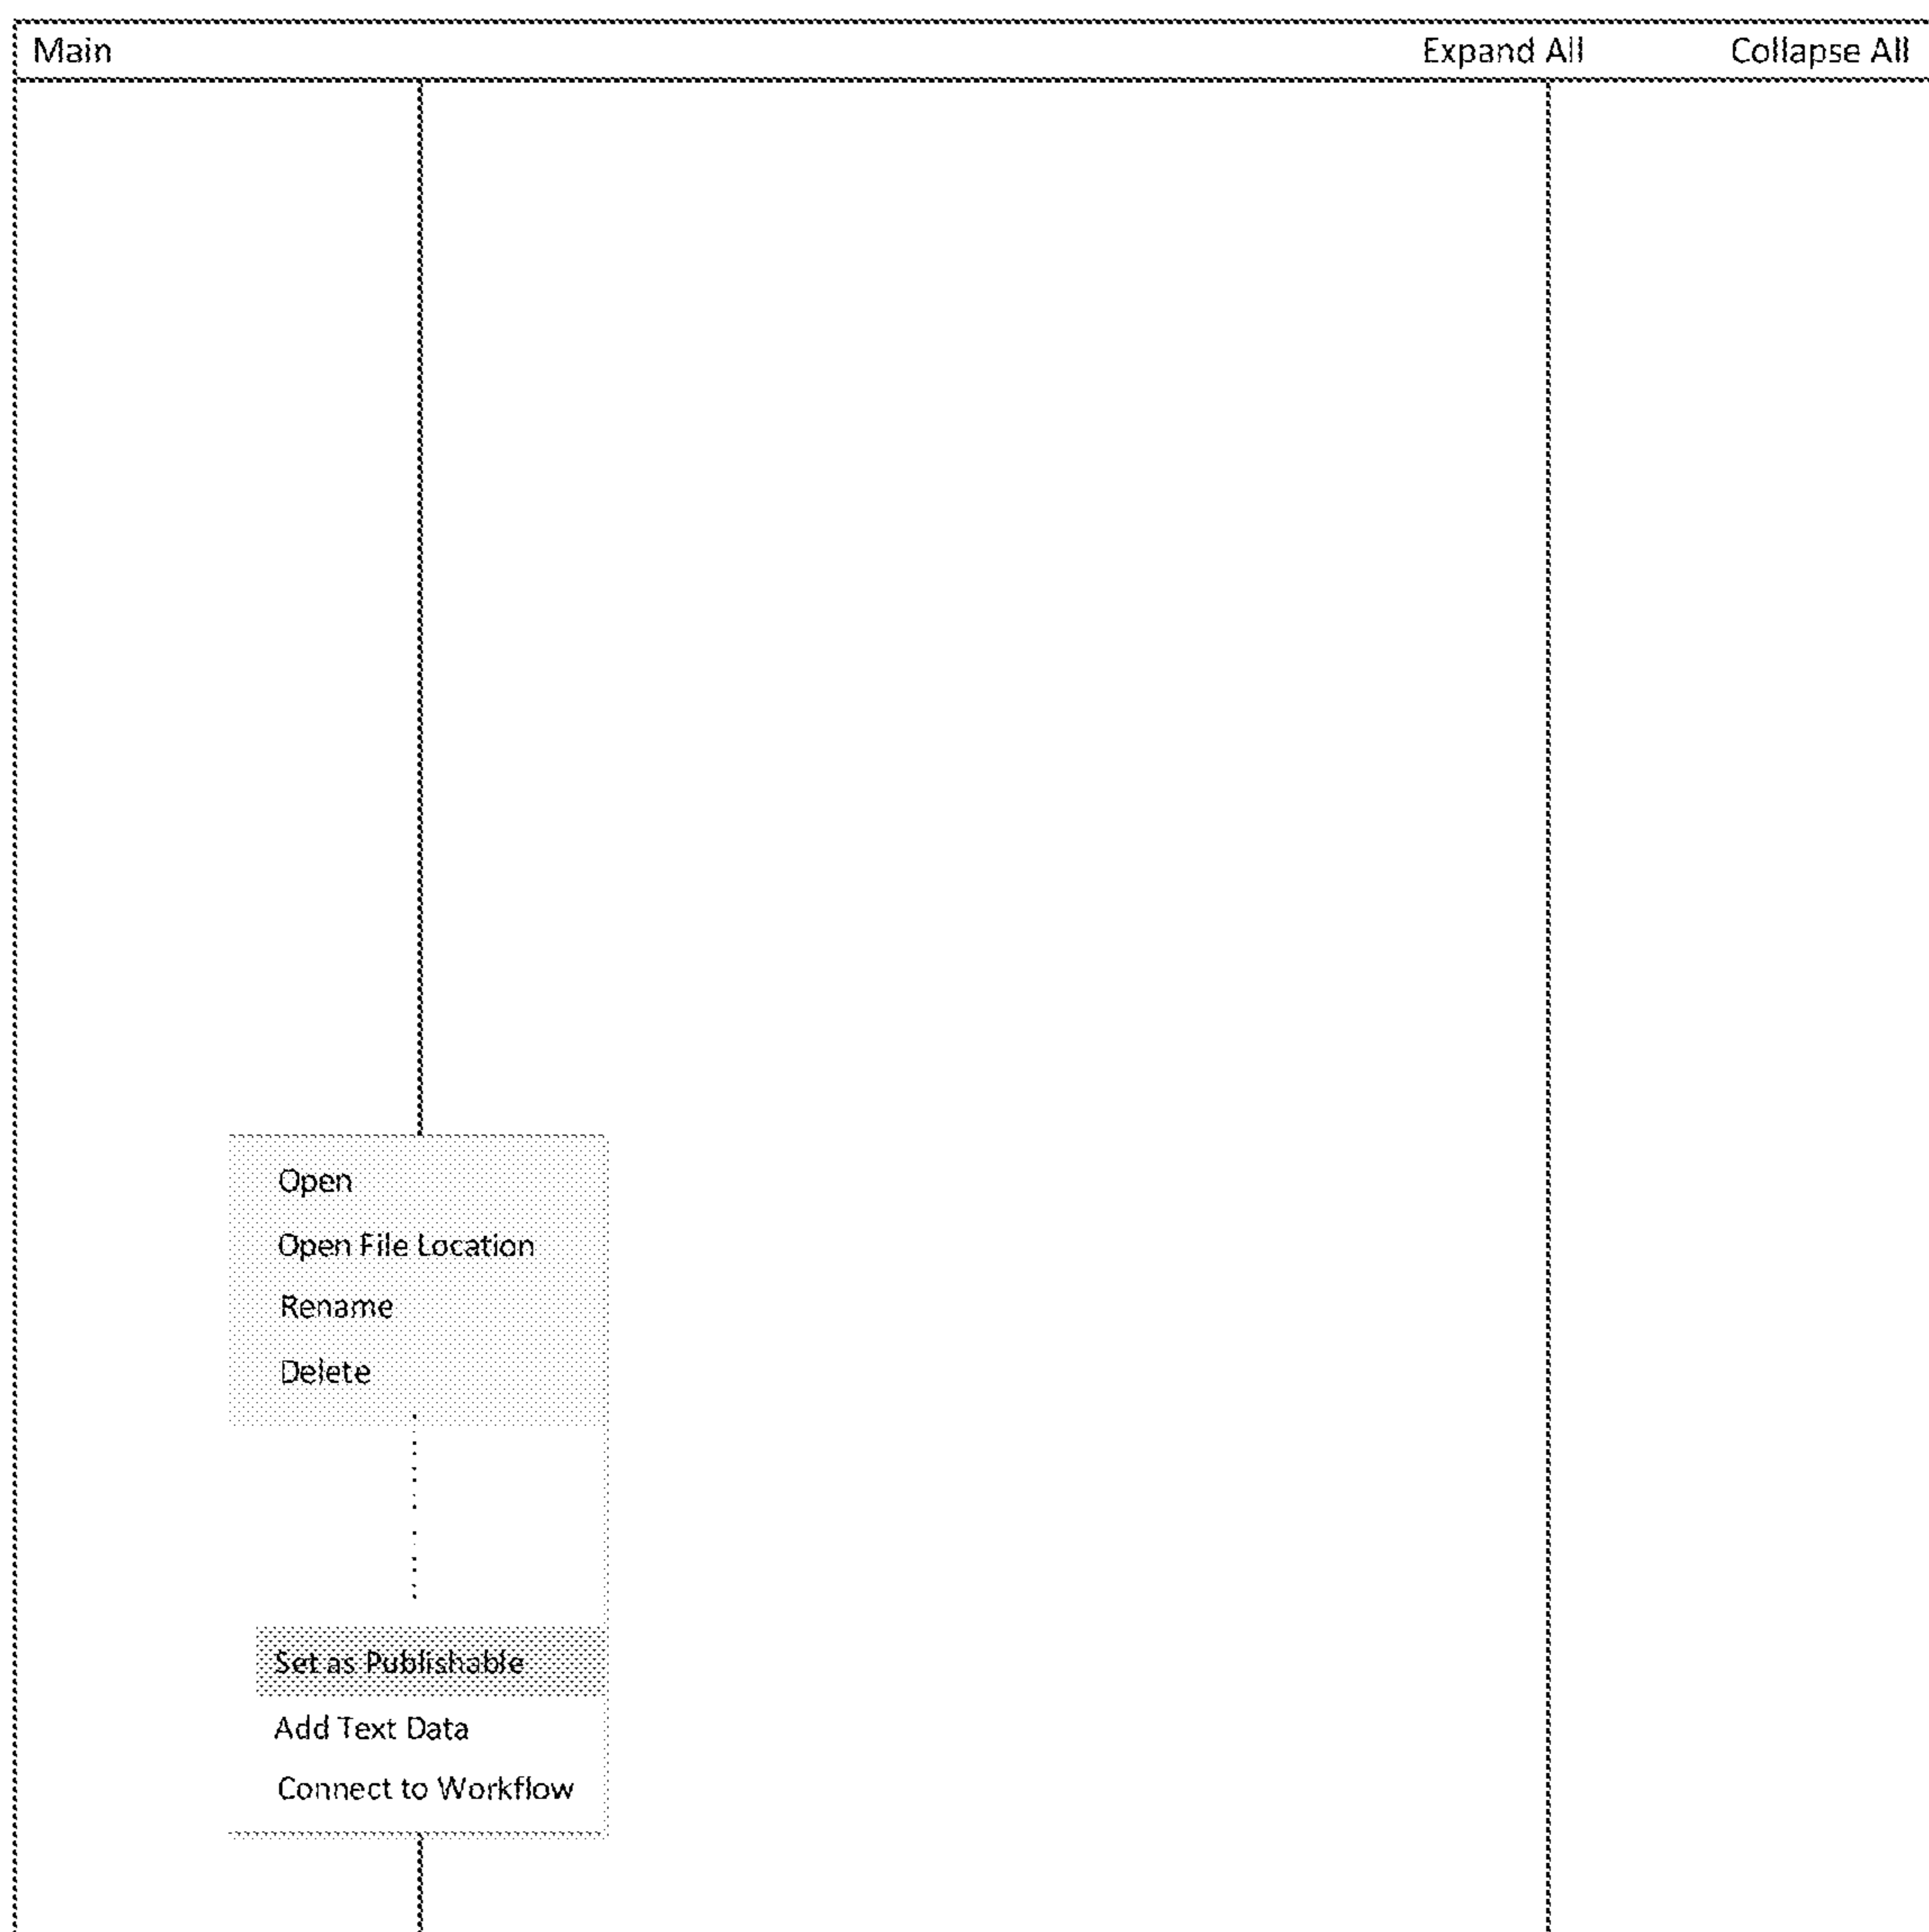 Main Expand All Collapse All
Open
Open File Location
Rename
Delete
Set as Publishable
Add Text Data
Connect to Workflow